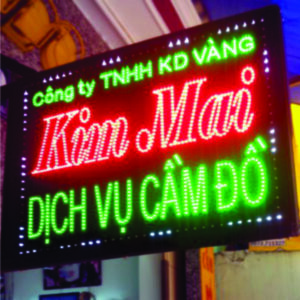 Công ty TNHH KD VÀNG
Kim Mai
DỊCH VỤ CẦM ĐỒ